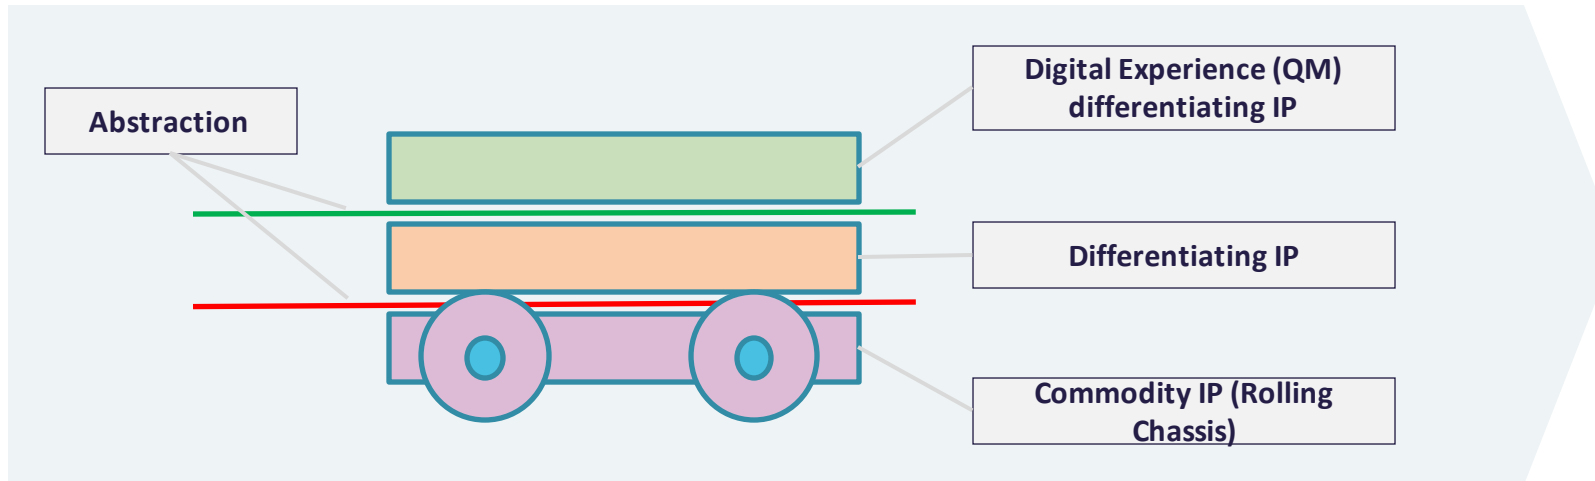 Abstraction
Digital Experience (QM)
differentiating IP
Differentiating IP
Commodity IP (Rolling
Chassis)